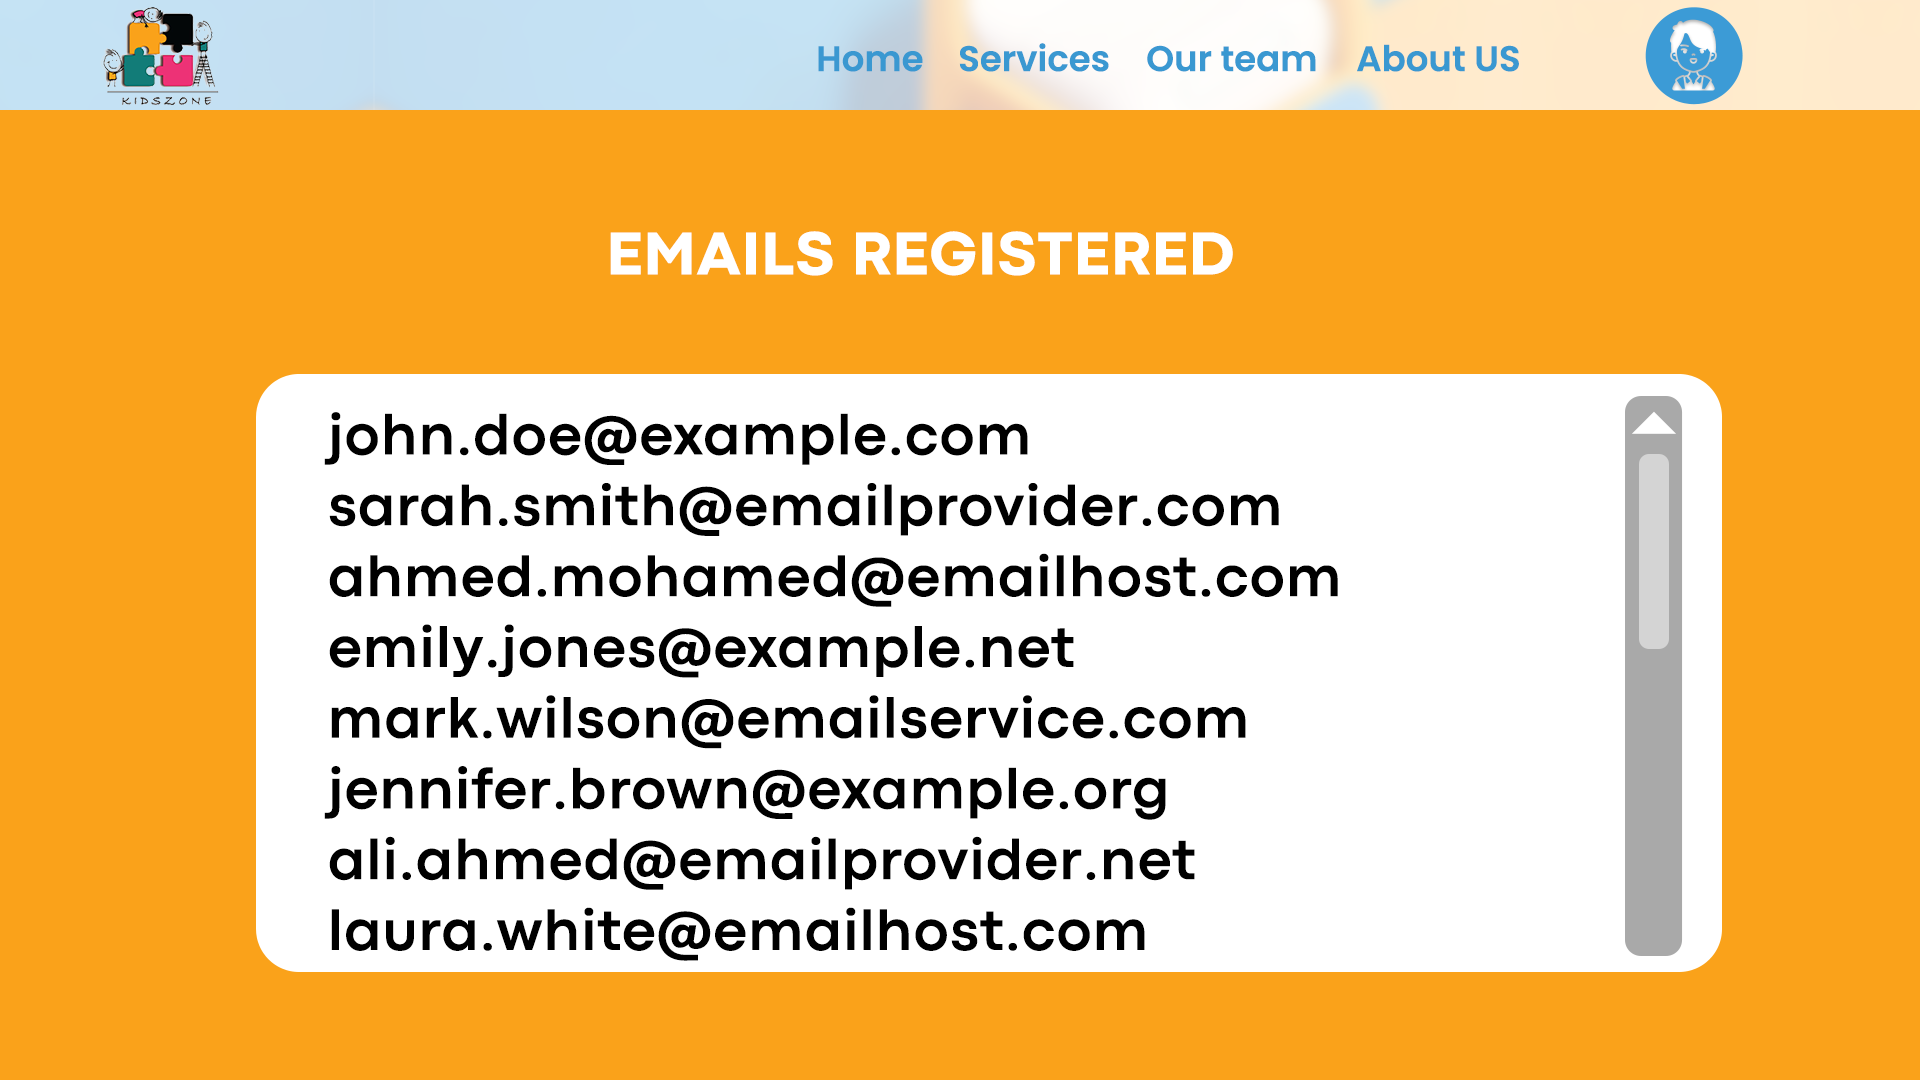 KIDSZONE
Home Services Our team About US
EMAILS REGISTERED
john.doe@example.com
sarah.smith@emailprovider.com
ahmed.mohamed@emailhost.com
emily.jones@example.net
mark.wilson@emailservice.com
jennifer.brown@example.org
ali.ahmed@emailprovider.net
laura.white@emailhost.com